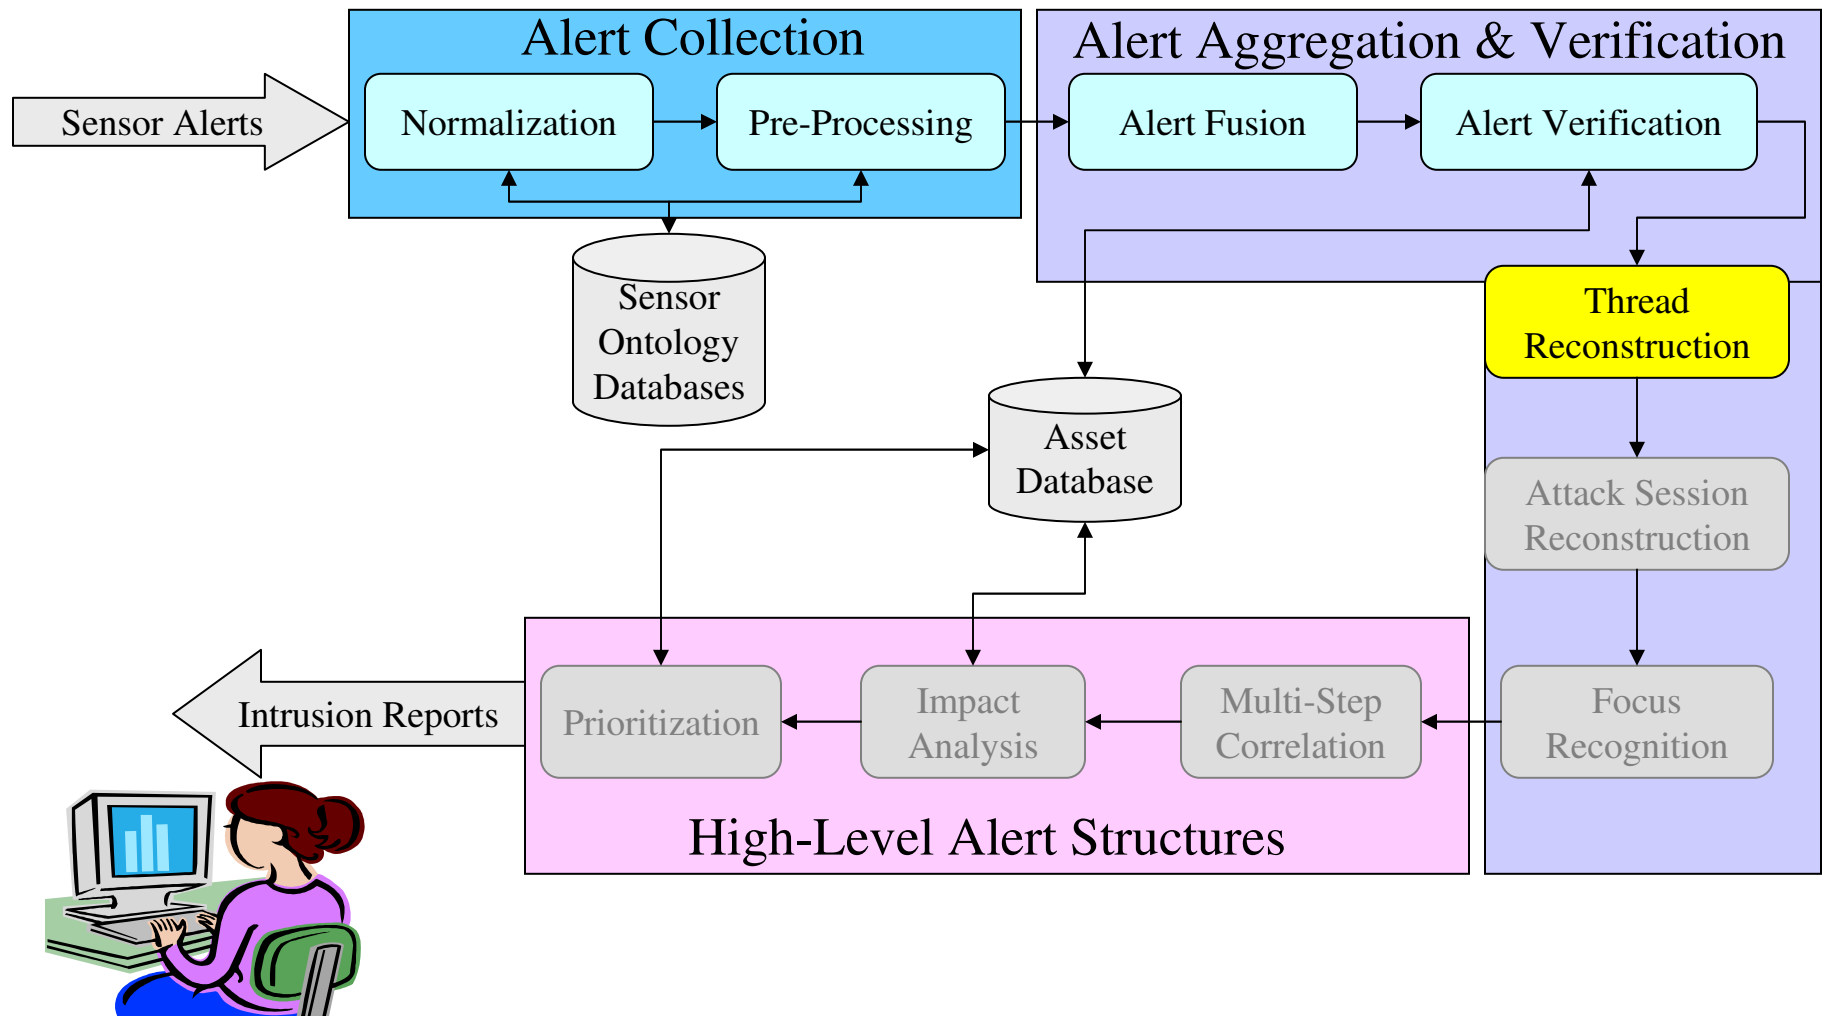 Alert Collection
Alert Aggregation & Verification
Sensor Alerts
Normalization
Pre-Processing
Alert Fusion
Alert Verification
Sensor
Ontology
Databases
Thread
Reconstruction
Asset
Database
Attack Session
Reconstruction
Intrusion Reports
Prioritization
Impact
Analysis
Multi-Step
Correlation
Focus
Recognition
High-Level Alert Structures